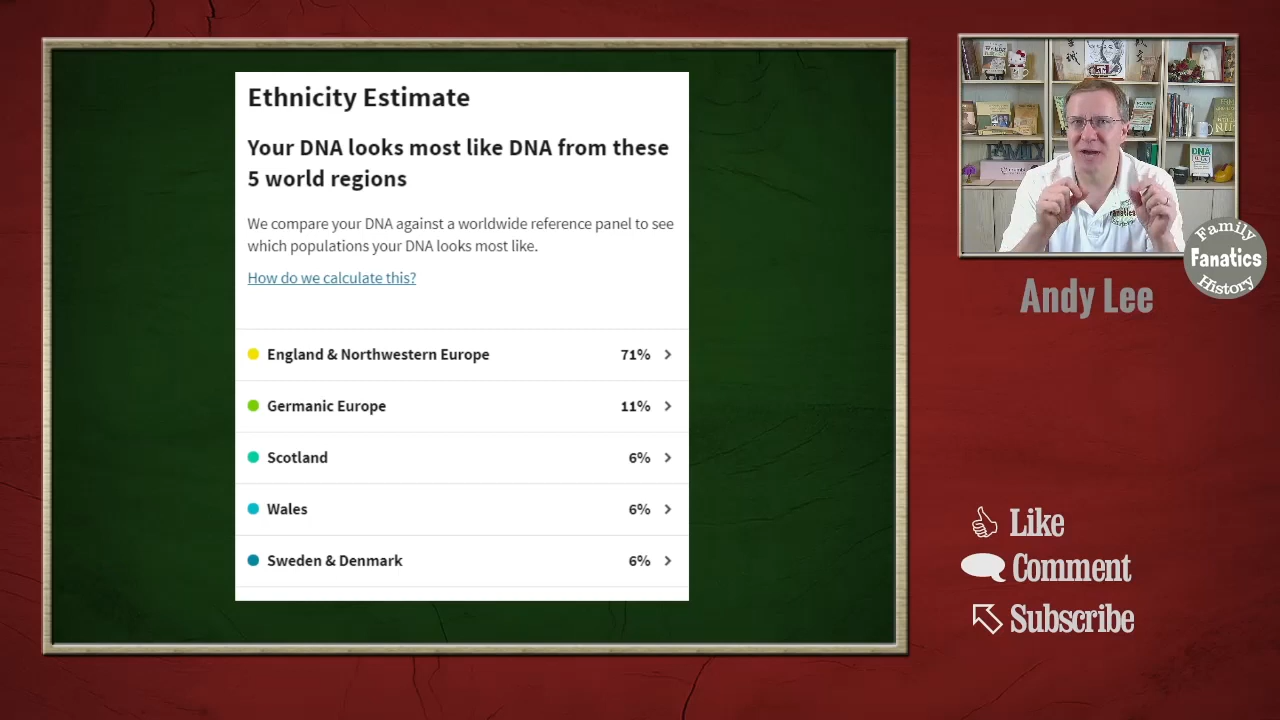 Ethnicity Estimate
Your DNA looks most like DNA from these
5 world regions
We compare your DNA against a worldwide reference panel to see
which populations your DNA looks most like.
How do we calculate this?
England & Northwestern Europe 71%
Germanic Europe 11%
Scotland 6%
Wales 6%
Sweden & Denmark 6%
Family
Fanatics
History
Andy Lee
Like
Comment
Subscribe
DNA
FAMILY
Fanatics